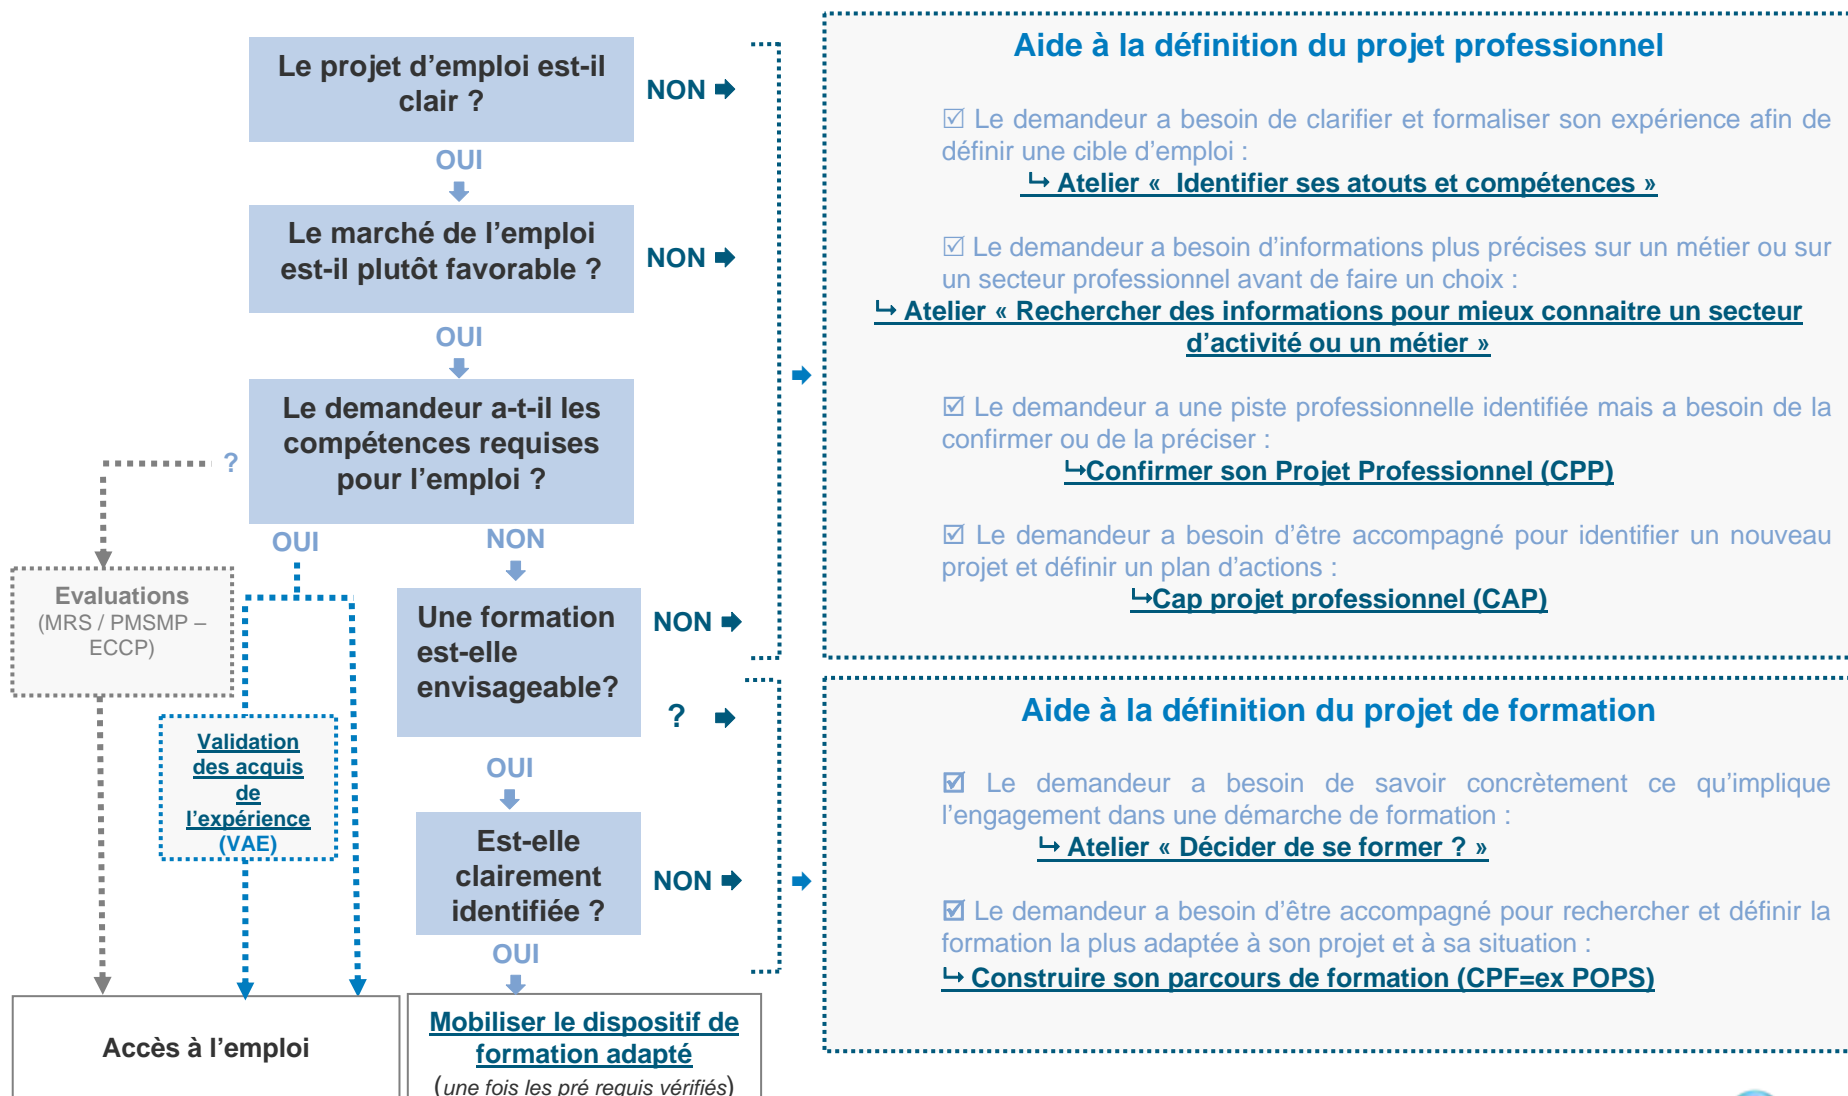 Le projet d’emploi est-il
clair ?
NON
OUI
Le marché de l’emploi
est-il plutôt favorable ?
NON
OUI
Le demandeur a-t-il les
compétences requises
pour l’emploi ?
?
OUI
NON
Evaluations
(MRS / PMSMP –
ECCP)
Une formation
est-elle
envisageable?
NON
?
Validation
des acquis
de
l’expérience
(VAE)
OUI
Est-elle
clairement
identifiée ?
NON
OUI
Accès à l’emploi
Mobiliser le dispositif de
formation adapté
(une fois les pré requis vérifiés)
Aide à la définition du projet professionnel
☑ Le demandeur a besoin de clarifier et formaliser son expérience afin de
définir une cible d’emploi :
↳ Atelier « Identifier ses atouts et compétences »
☑ Le demandeur a besoin d’informations plus précises sur un métier ou sur
un secteur professionnel avant de faire un choix :
↳ Atelier « Rechercher des informations pour mieux connaitre un secteur
d’activité ou un métier »
☑ Le demandeur a une piste professionnelle identifiée mais a besoin de la
confirmer ou de la préciser :
↳Confirmer son Projet Professionnel (CPP)
☑ Le demandeur a besoin d’être accompagné pour identifier un nouveau
projet et définir un plan d’actions :
↳Cap projet professionnel (CAP)
Aide à la définition du projet de formation
☑ Le demandeur a besoin de savoir concrètement ce qu’implique
l’engagement dans une démarche de formation :
↳ Atelier « Décider de se former ? »
☑ Le demandeur a besoin d’être accompagné pour rechercher et définir la
formation la plus adaptée à son projet et à sa situation :
↳ Construire son parcours de formation (CPF=ex POPS)